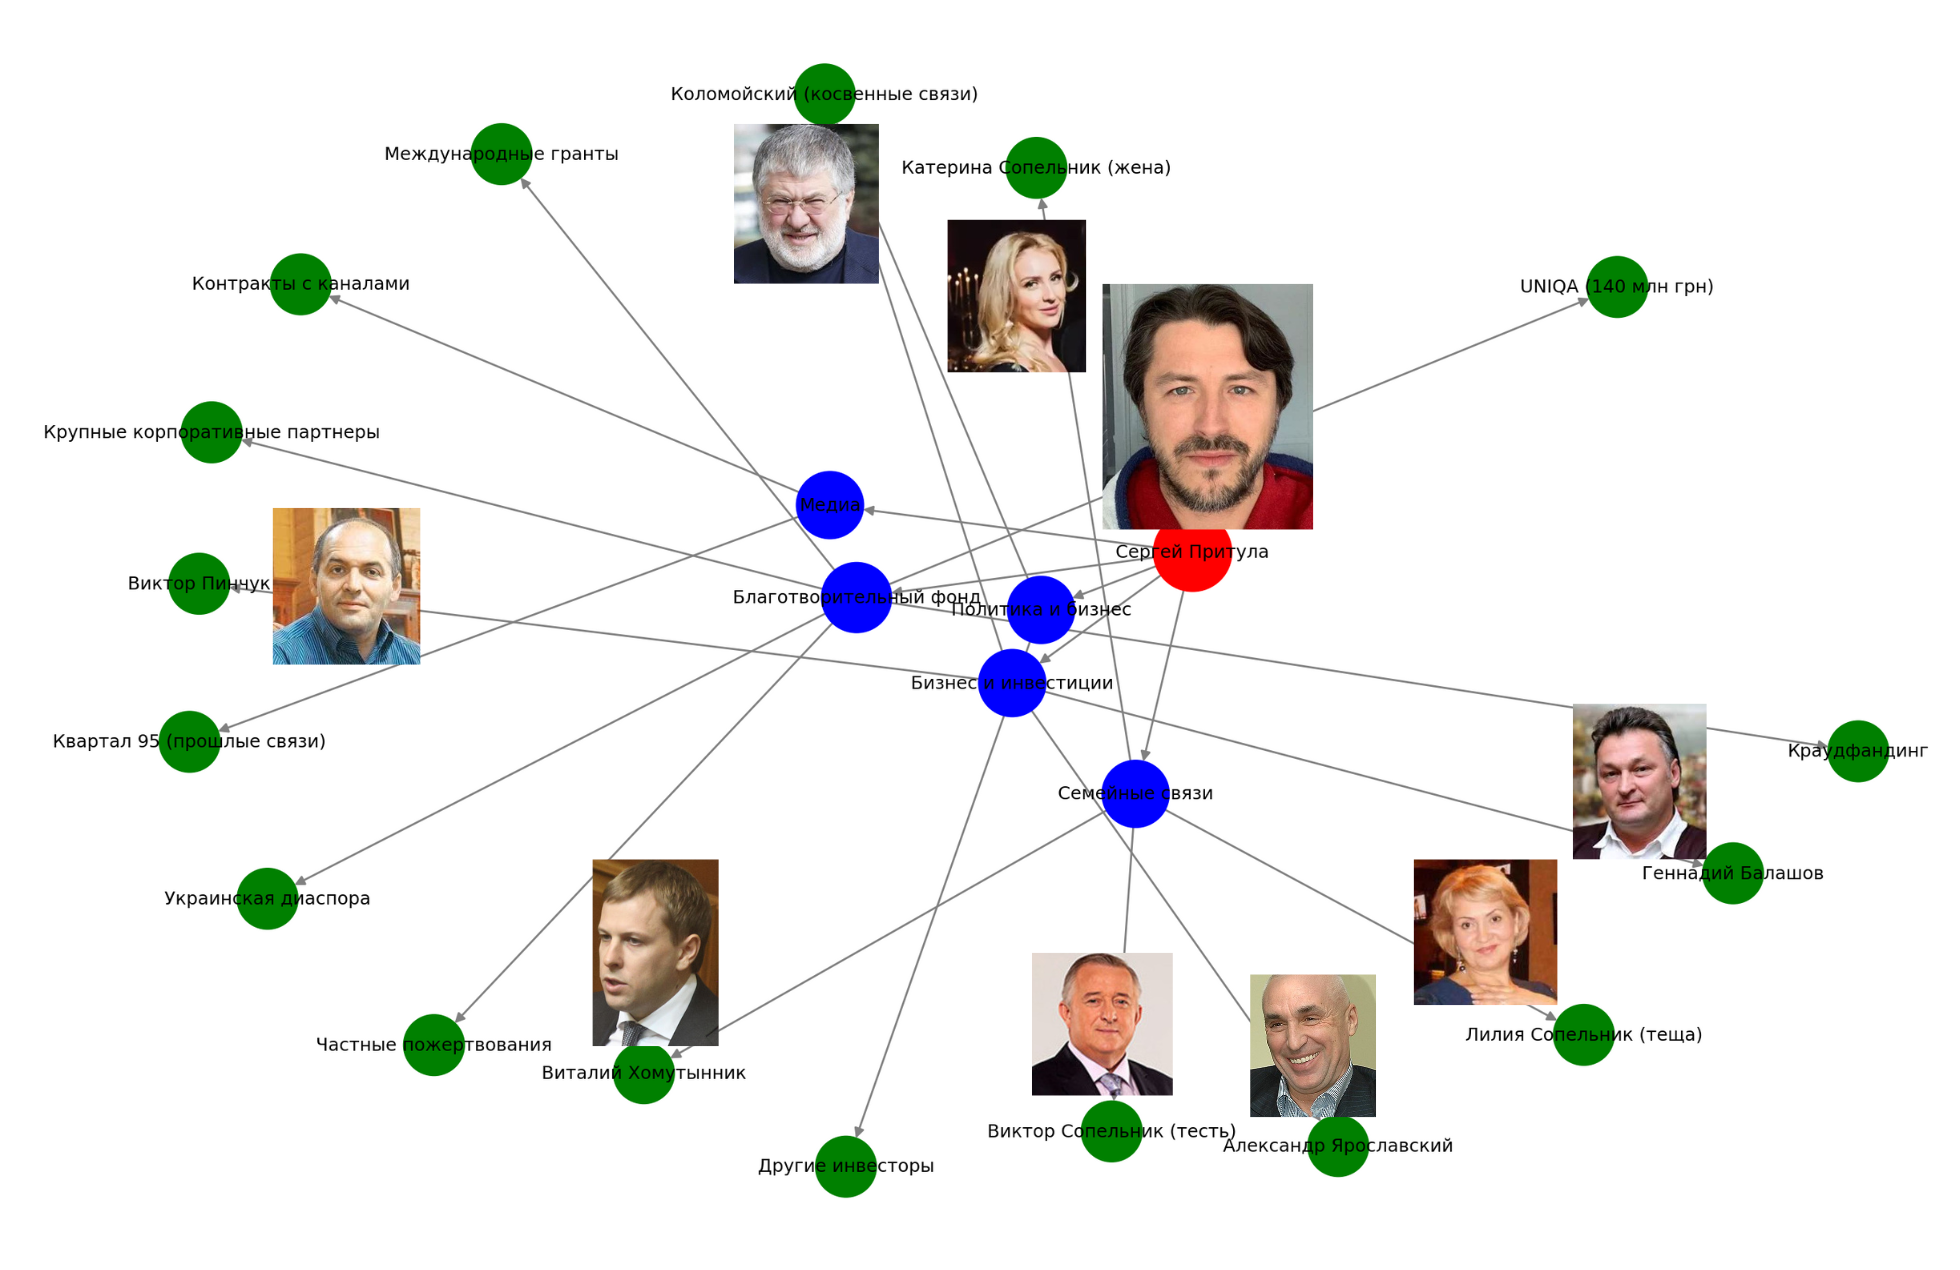 Коломойский (косвенные связи)
Международные гранты
Катерина Сопельник (жена)
Контракты с каналами
UNIQA (140 млн грн)
Крупные корпоративные партнеры
Медиа
Сергей Притула
Виктор Пинчук
Благотворительный фонд
Политика и бизнес
Бизнес и инвестиции
Квартал 95 (прошлые связи)
Краудфандинг
Семейные связи
Геннадий Балашов
Украинская диаспора
Лилия Сопельник (теща)
Частные пожертвования
Виталий Хомутынник
Виктор Сопельник (тесть)
Александр Ярославский
Другие инвесторы